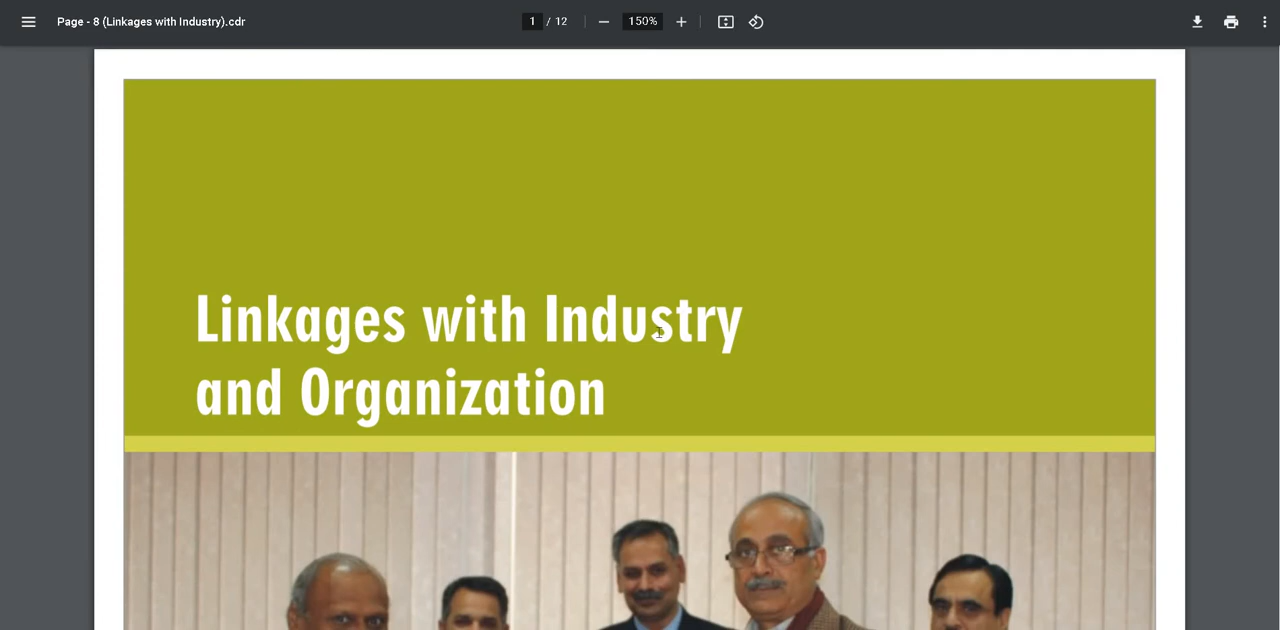 Page - 8 (Linkages with Industry).cdr
1 / 12
150%
Linkages with Industry
and Organization